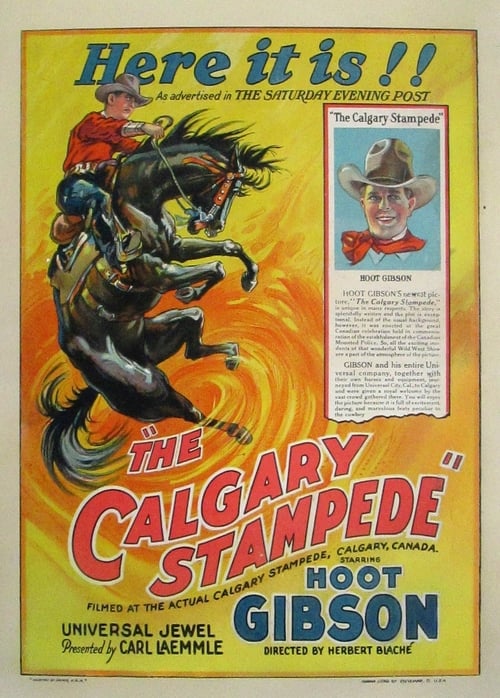 Here it is!!
As advertised in THE SATURDAY EVENING POST
"The Calgary Stampede"
HOOT GIBSON
HOOT GIBSON'S newest pic-
ture, "The Calgary Stampede,"
is unique in many respects. The story is
splendidly written and the plot is excep-
tional. Instead of the usual background,
however, it was enacted at the great
Canadian celebration held in commemo-
ration of the establishment of the Canadian
Mounted Police. So, all the exciting inci-
dents of that wonderful Wild West Show
are a part of the atmosphere of the picture.
GIBSON and his entire Uni-
versal company, together with
their own horses and equipment, jour-
neyed from Universal City, Cal., to Calgary
and were given a royal welcome by the
vast crowd gathered there. You will enjoy
the picture because it is full of excitement,
daring, and marvelous feats peculiar to
the cowboy
"THE
CALGARY
STAMPEDE"
FILMED AT THE ACTUAL CALGARY STAMPEDE, CALGARY, CANADA.
STARRING
HOOT
GIBSON
UNIVERSAL JEWEL
Presented by CARL LAEMMLE
DIRECTED BY HERBERT BLACHÉ
U.S.A.